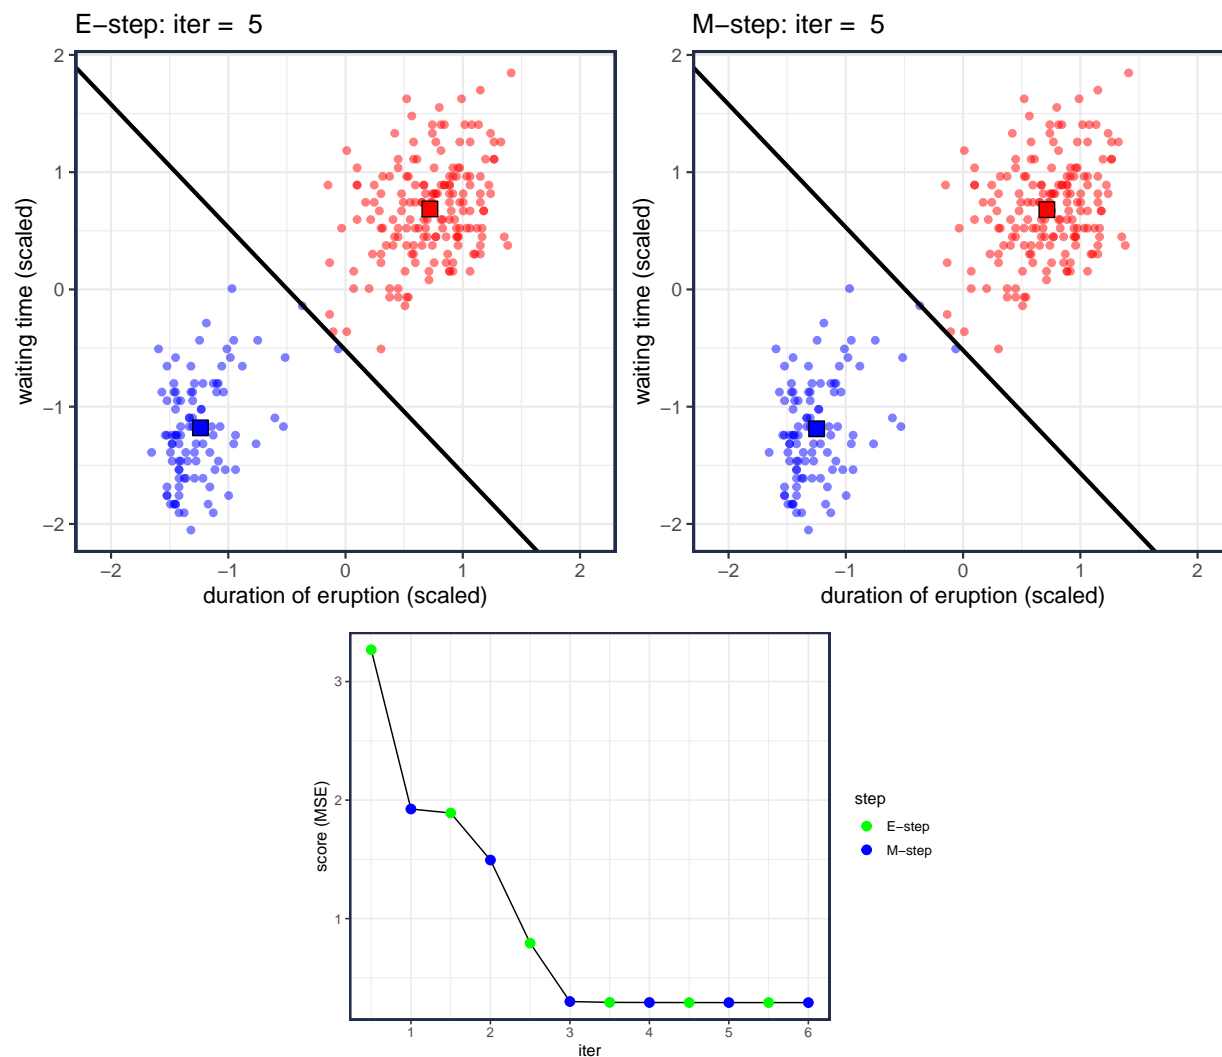 E−step: iter =  5
2
1
0
−1
−2
waiting time (scaled)
−2
−1
0
1
2
duration of eruption (scaled)
M−step: iter =  5
2
1
0
−1
−2
waiting time (scaled)
−2
−1
0
1
2
duration of eruption (scaled)
3
2
1
score (MSE)
1
2
3
4
5
6
iter
step
E−step
M−step